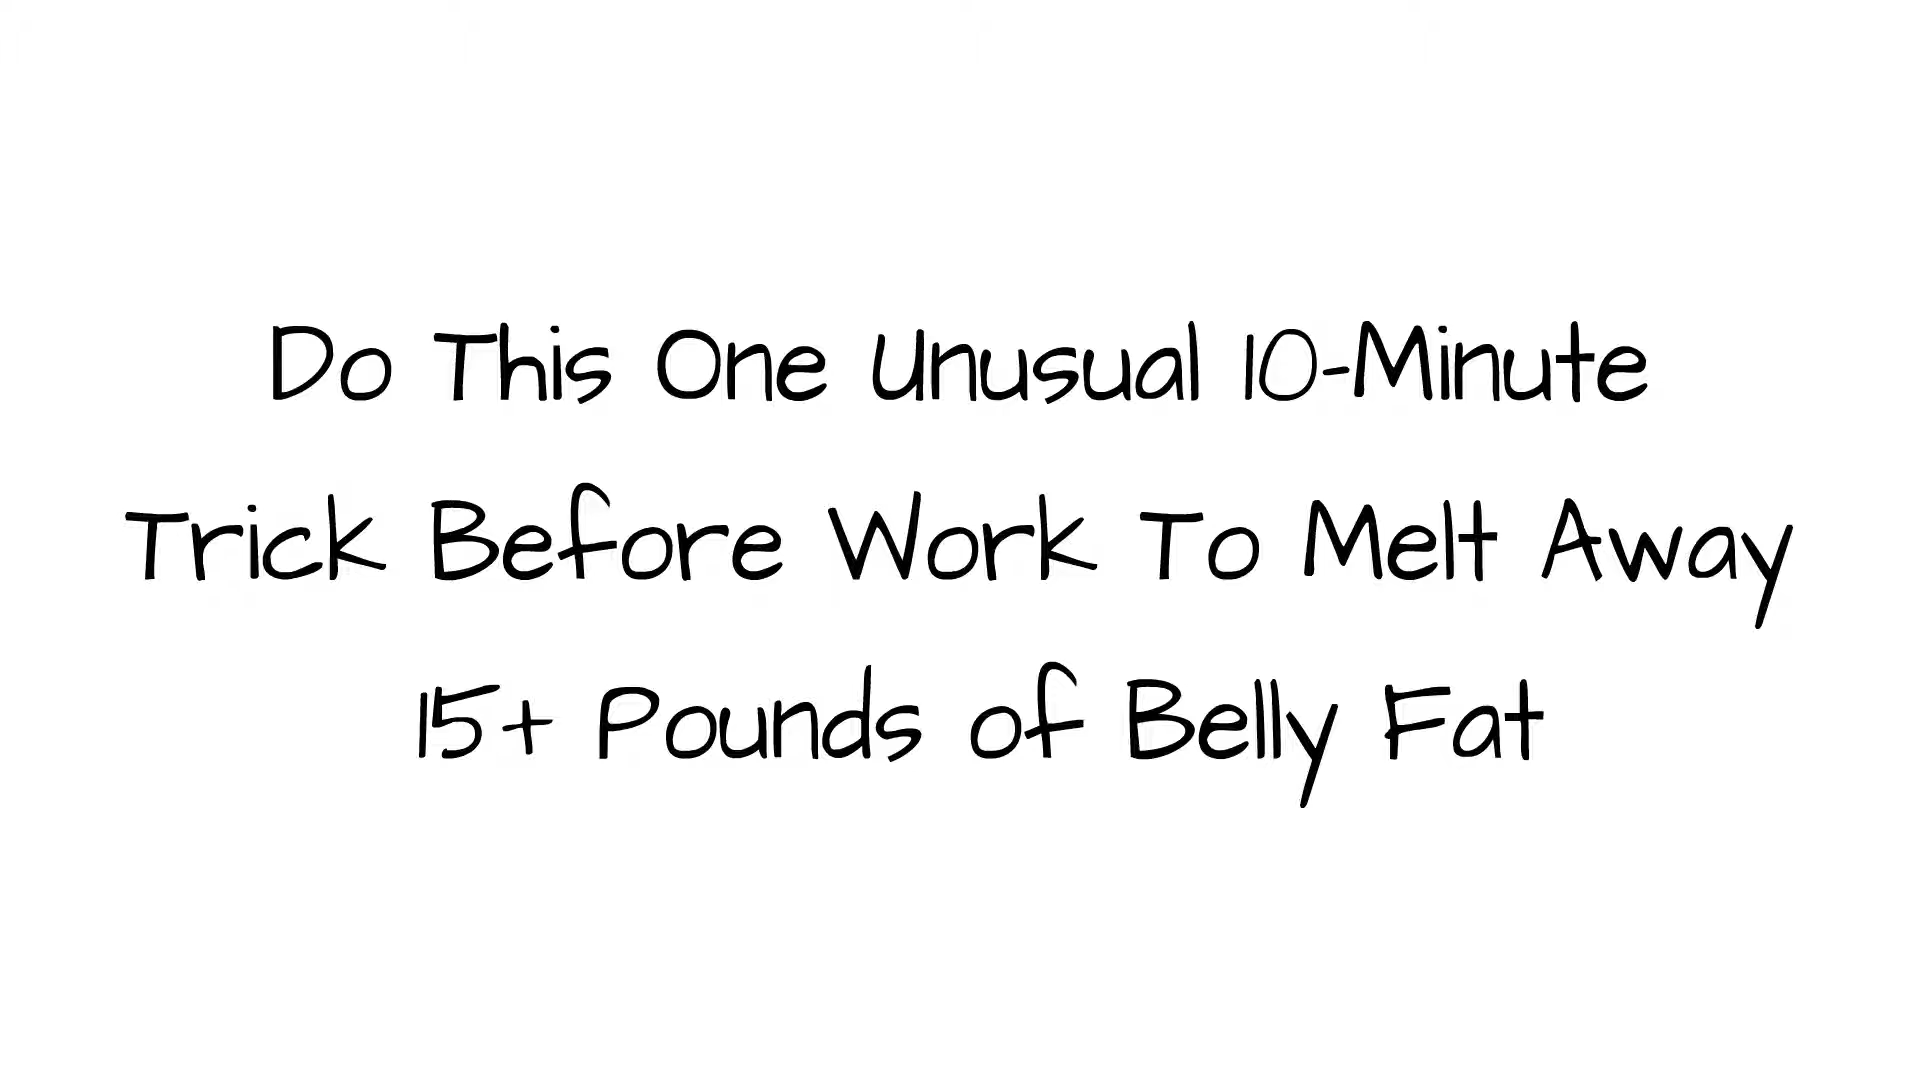 Do This One Unusual 10-Minute
Trick Before Work To Melt Away
15+ Pounds of Belly Fat